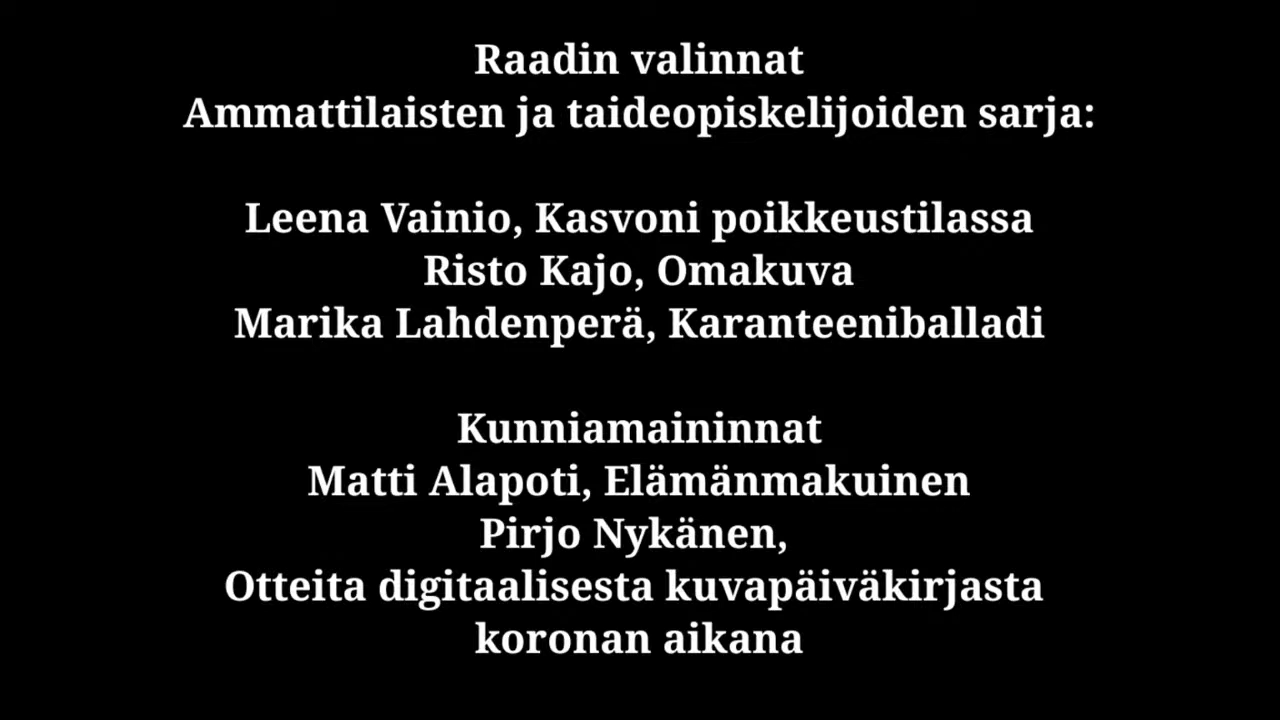 Raadin valinnat
Ammattilaisten ja taideopiskelijoiden sarja:
Leena Vainio, Kasvoni poikkeustilassa
Risto Kajo, Omakuva
Marika Lahdenperä, Karanteeniballadi
Kunniamaininnat
Matti Alapoti, Elämänmakuinen
Pirjo Nykänen,
Otteita digitaalisesta kuvapäiväkirjasta
koronan aikana